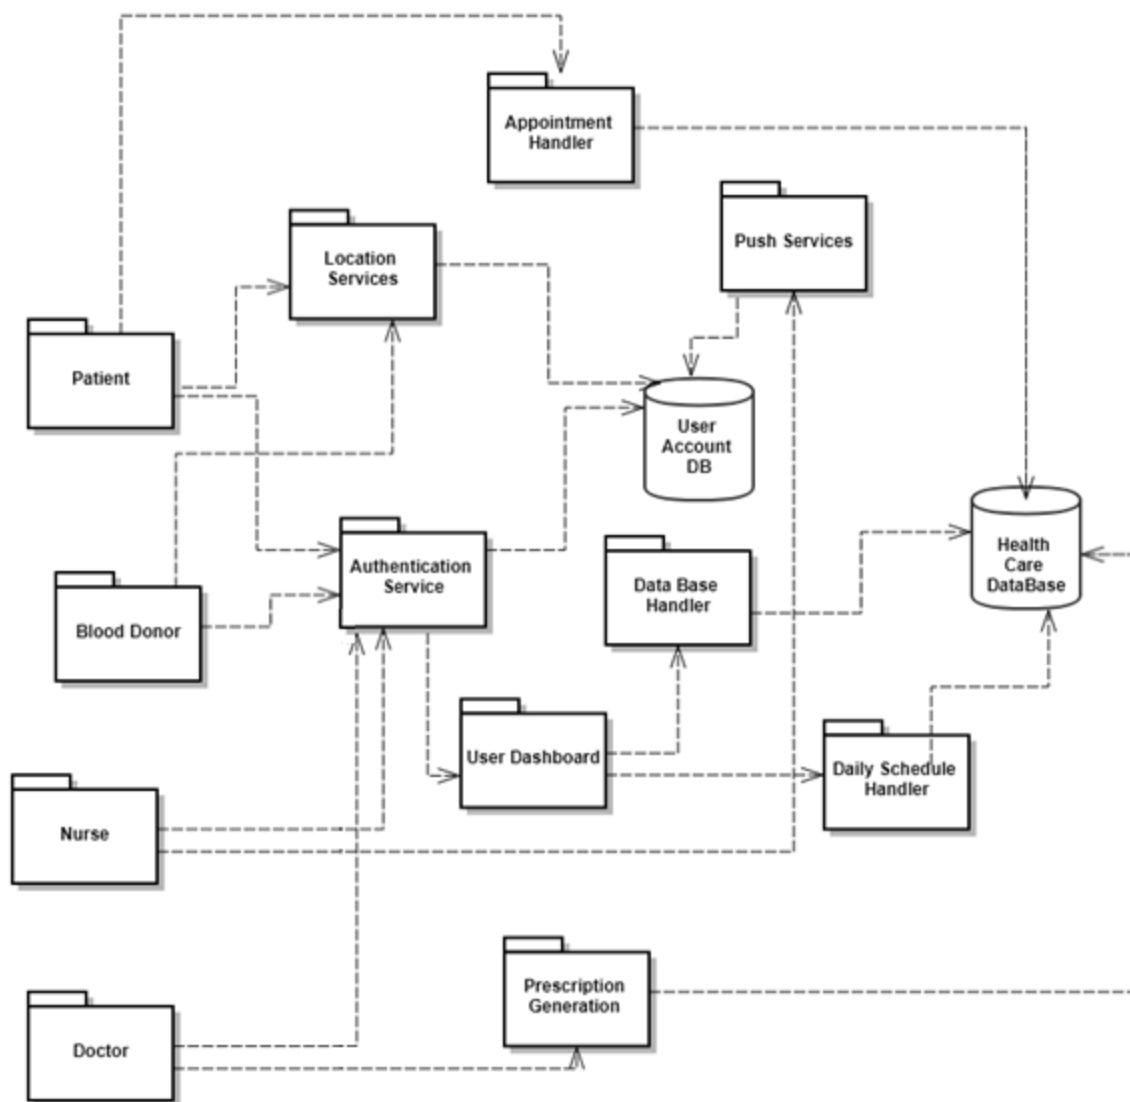 Appointment
Handler
Push Services
Location
Services
Patient
User
Account
DB
Health
Care
DataBase
Authentication
Service
Data Base
Handler
Blood Donor
User Dashboard
Daily Schedule
Handler
Nurse
Prescription
Generation
Doctor